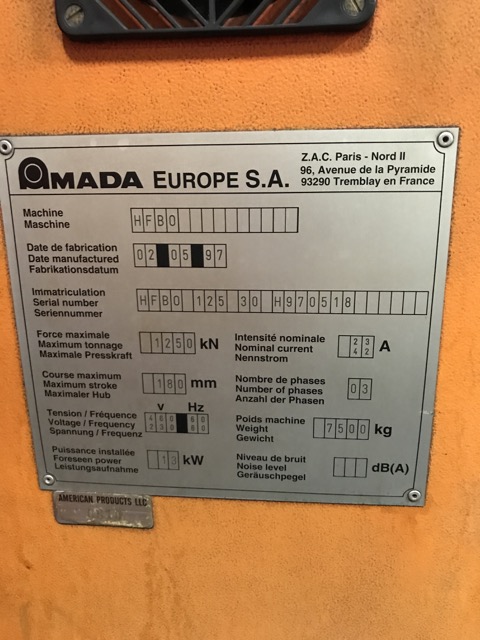 AMADA EUROPE S.A.
Z.A.C. Paris - Nord II
96, Avenue de la Pyramide
93290 Tremblay en France
Machine
Maschine
HFBO
Date de fabrication
Date manufactured
Fabrikationsdatum
02 05 97
Immatriculation
Serial number
Seriennummer
HFBO 125 30 H970518
Force maximale
Maximum tonnage
Maximale Presskraft
1250 kN
Intensité nominale
Nominal current
Nennstrom
23
42
A
Course maximum
Maximum stroke
Maximaler Hub
180 mm
Nombre de phases
Number of phases
Anzahl der Phasen
03
Tension / Fréquence
Voltage / Frequency
Spannung / Frequenz
V Hz
460 60
230 60
Poids machine
Weight
Gewicht
7500 kg
Puissance installée
Foreseen power
Leistungsaufnahme
13 kW
Niveau de bruit
Noise level
Geräuschpegel
dB(A)
AMERICAN PRODUCTS LLC